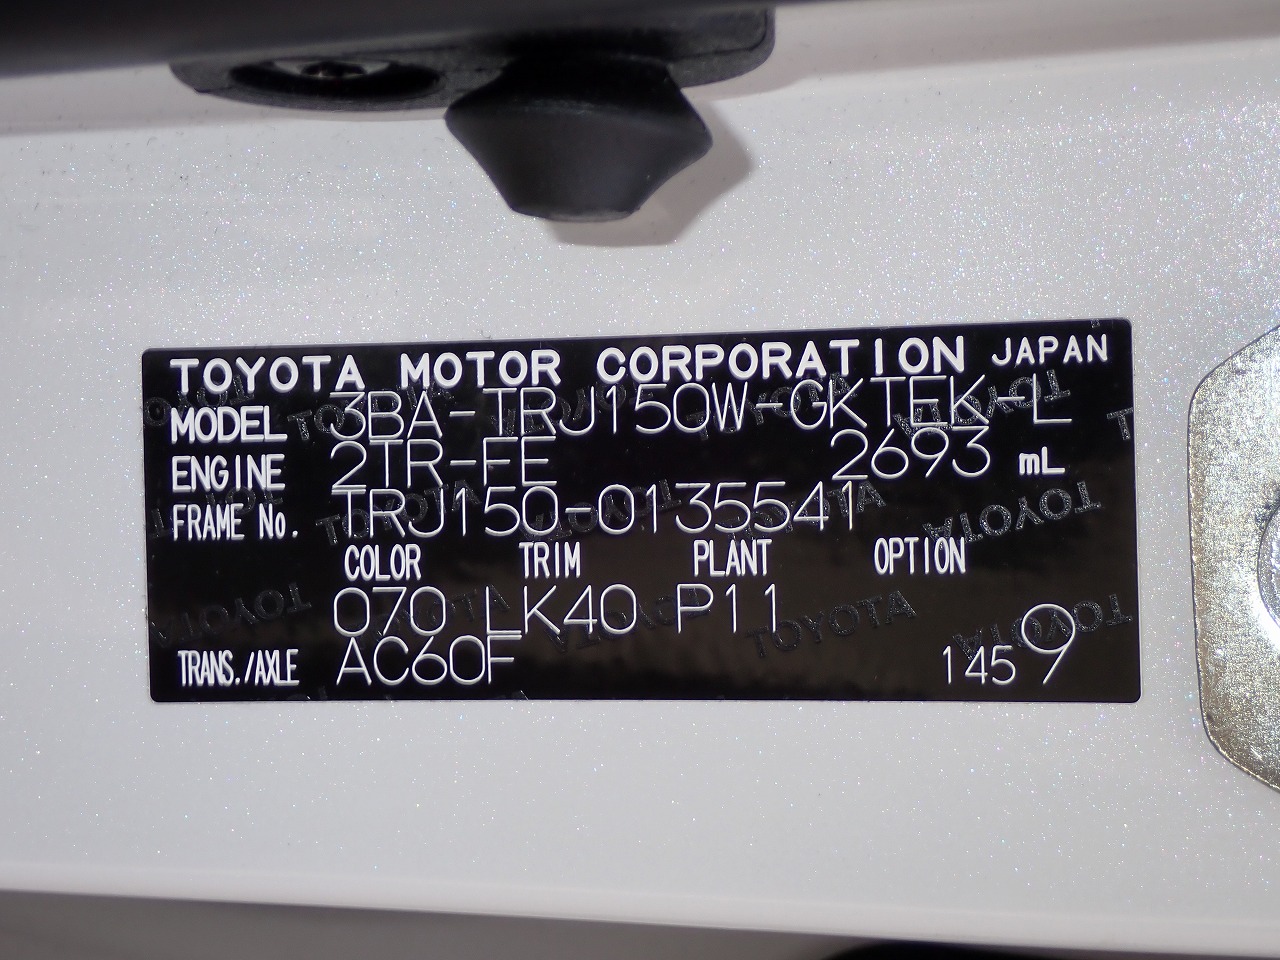 TOYOTA MOTOR CORPORATION JAPAN
MODEL 3BA-TRJ150W-GKTEK-L
ENGINE 2TR-FE 2693 mL
FRAME No. TRJ150-0135541
COLOR TRIM PLANT OPTION
070 LK40 P11
TRANS./AXLE AC60F 145 9